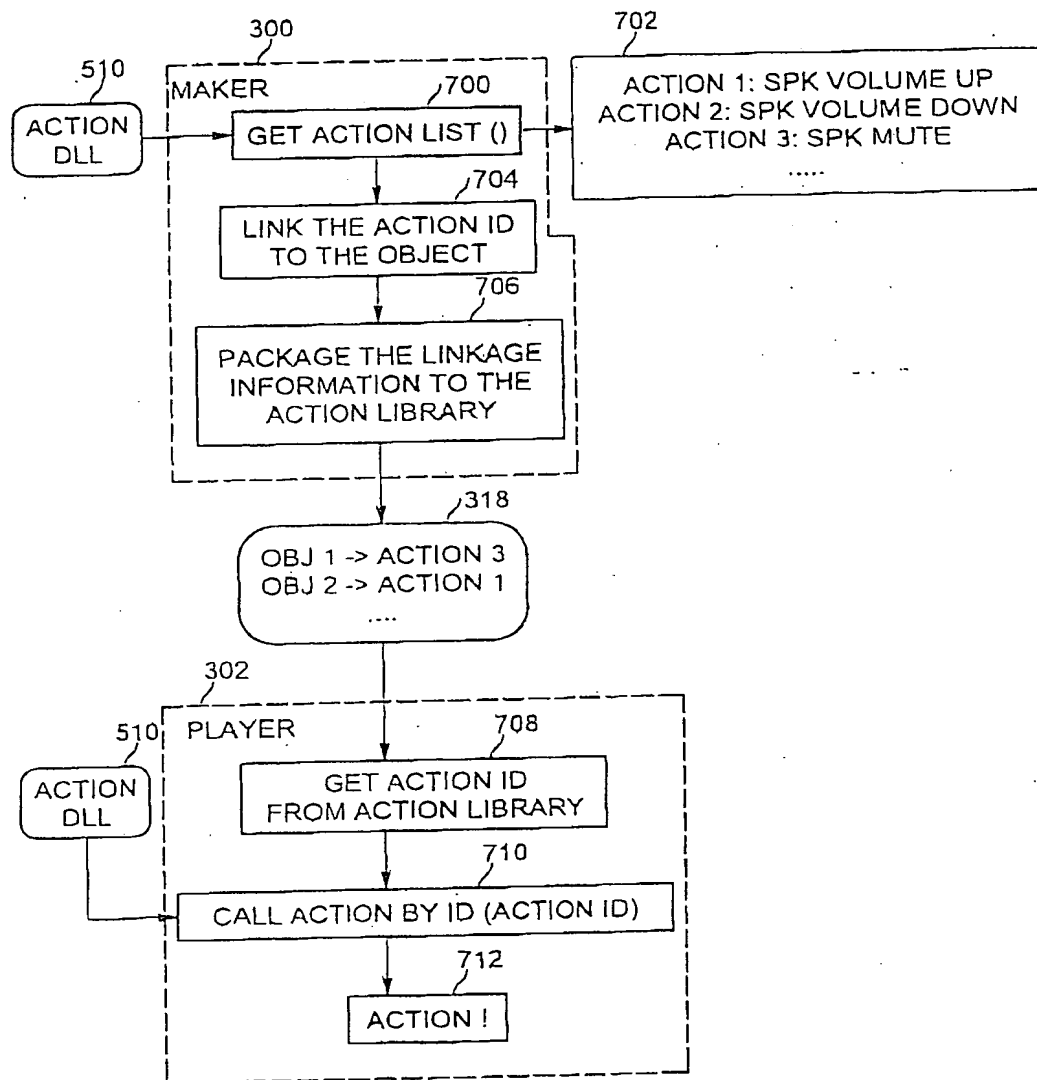 300
702
510
MAKER
700
ACTION
DLL
GET ACTION LIST ()
ACTION 1: SPK VOLUME UP
ACTION 2: SPK VOLUME DOWN
ACTION 3: SPK MUTE
.....
704
LINK THE ACTION ID
TO THE OBJECT
706
PACKAGE THE LINKAGE
INFORMATION TO THE
ACTION LIBRARY
318
OBJ 1 -> ACTION 3
OBJ 2 -> ACTION 1
....
302
510
PLAYER
708
ACTION
DLL
GET ACTION ID
FROM ACTION LIBRARY
710
CALL ACTION BY ID (ACTION ID)
712
ACTION !